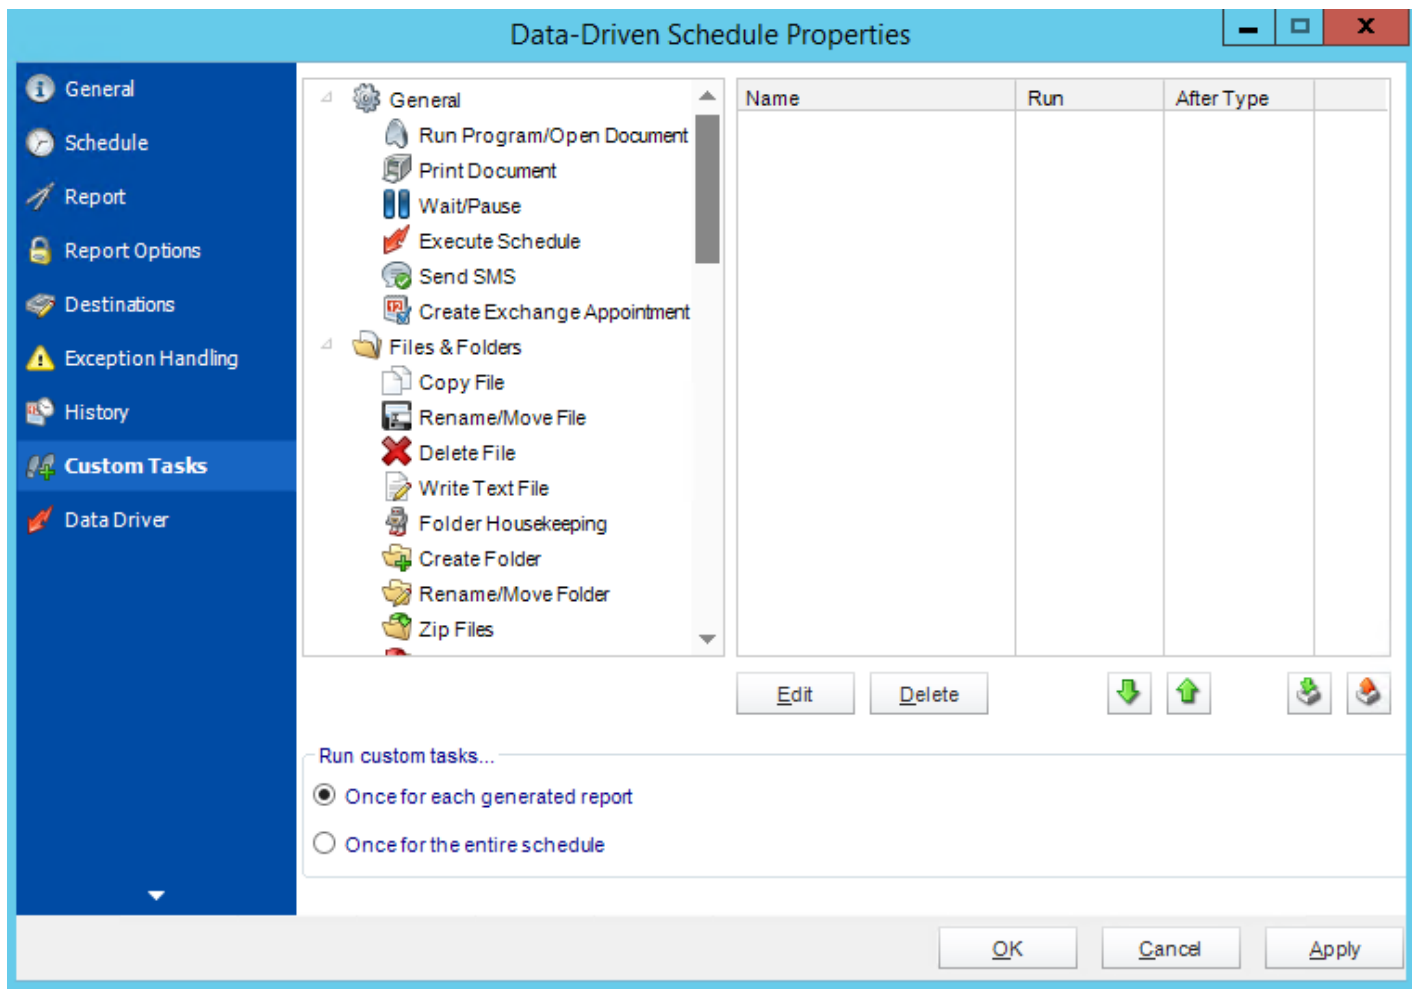 Data-Driven Schedule Properties
General
Schedule
Report
Report Options
Destinations
Exception Handling
History
Custom Tasks
Data Driver
General
Run Program/Open Document
Print Document
Wait/Pause
Execute Schedule
Send SMS
Create Exchange Appointment
Files & Folders
Copy File
Rename/Move File
Delete File
Write Text File
Folder Housekeeping
Create Folder
Rename/Move Folder
Zip Files
Name Run After Type
Edit Delete
Run custom tasks...
Once for each generated report
Once for the entire schedule
OK Cancel Apply